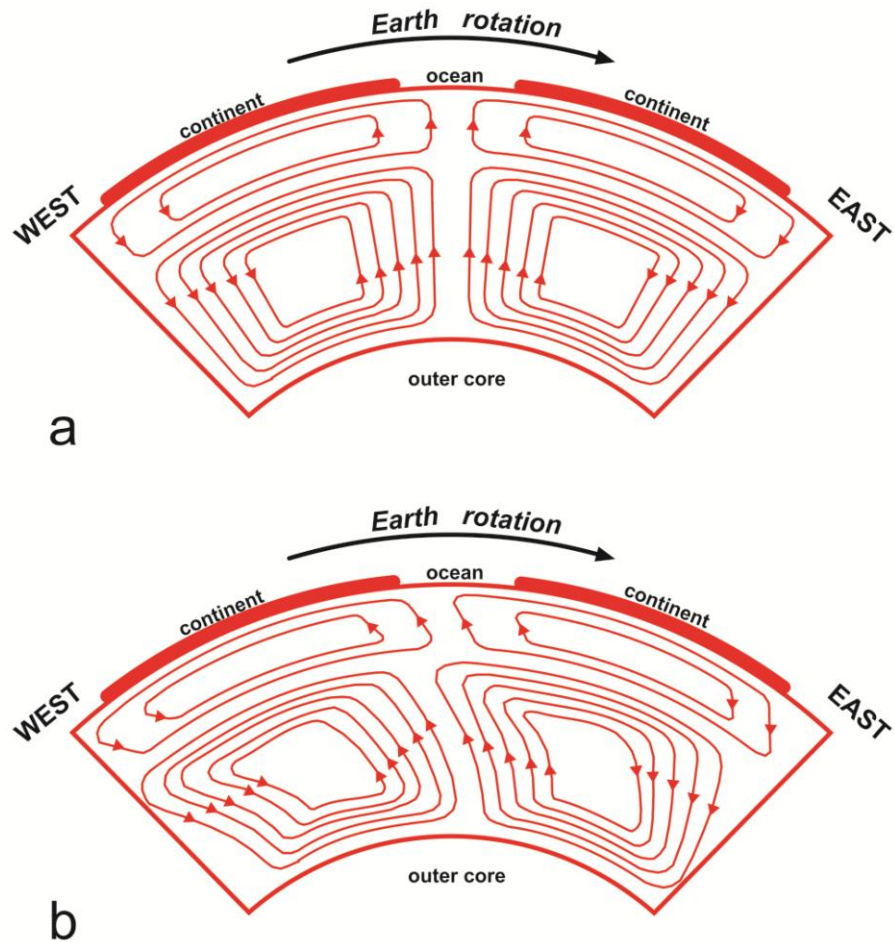 Earth rotation
ocean
continent
continent
WEST
EAST
outer core
a
Earth rotation
ocean
continent
continent
WEST
EAST
outer core
b